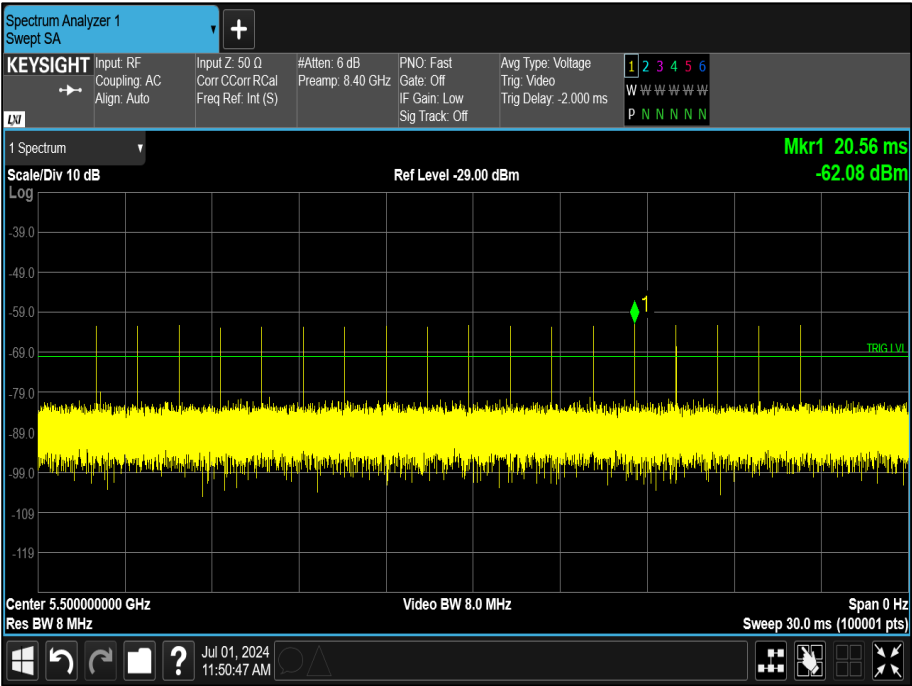 Spectrum Analyzer 1
Swept SA
+
KEYSIGHT
LXI
Input: RF
Coupling: AC
Align: Auto
Input Z: 50 Ω
Corr CCorr RCal
Freq Ref: Int (S)
#Atten: 6 dB
Preamp: 8.40 GHz
PNO: Fast
Gate: Off
IF Gain: Low
Sig Track: Off
Avg Type: Voltage
Trig: Video
Trig Delay: -2.000 ms
1 2 3 4 5 6
W W W W W W
P N N N N N
1 Spectrum
Mkr1 20.56 ms
-62.08 dBm
Scale/Div 10 dB
Ref Level -29.00 dBm
Log
-39.0
-49.0
-59.0
1
-69.0
TRIG LVL
-79.0
-89.0
-99.0
-109
-119
Center 5.500000000 GHz
Video BW 8.0 MHz
Span 0 Hz
Res BW 8 MHz
Sweep 30.0 ms (100001 pts)
?
Jul 01, 2024
11:50:47 AM